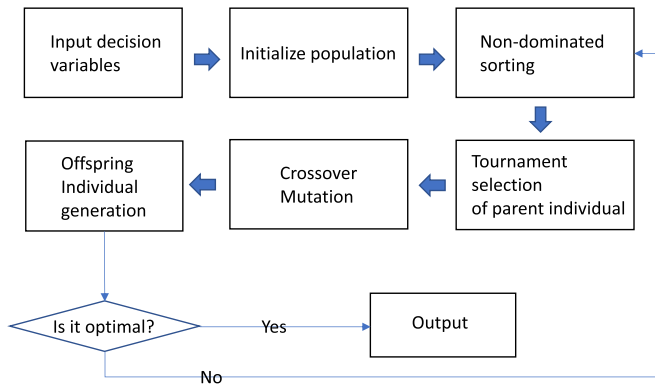 Input decision
variables
Initialize population
Non-dominated
sorting
Offspring
Individual
generation
Crossover
Mutation
Tournament
selection
of parent individual
Is it optimal?
Yes
Output
No